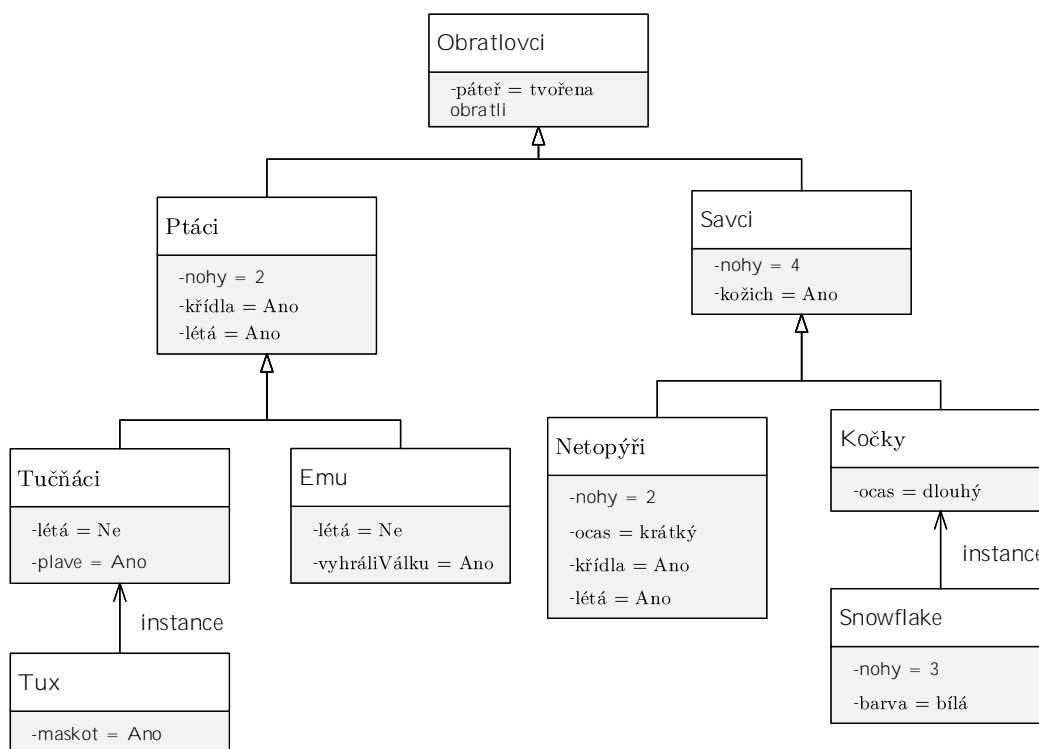 Obratlovci
-páteř = tvořena
obratli
Ptáci
-nohy = 2
-křídla = Ano
-létá = Ano
Savci
-nohy = 4
-kožich = Ano
Tučňáci
-létá = Ne
-plave = Ano
Emu
-létá = Ne
-vyhráliVálku = Ano
Netopýři
-nohy = 2
-ocas = krátký
-křídla = Ano
-létá = Ano
Kočky
-ocas = dlouhý
instance
instance
Tux
-maskot = Ano
Snowflake
-nohy = 3
-barva = bílá